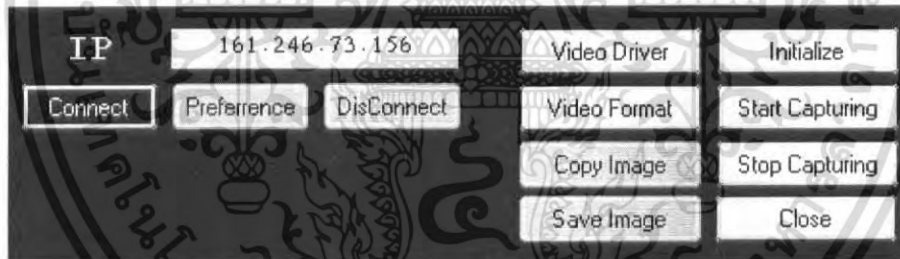 IP 161.246.73.156 Video Driver Initialize
Connect Preferrence DisConnect Video Format Start Capturing
Copy Image Stop Capturing
Save Image Close